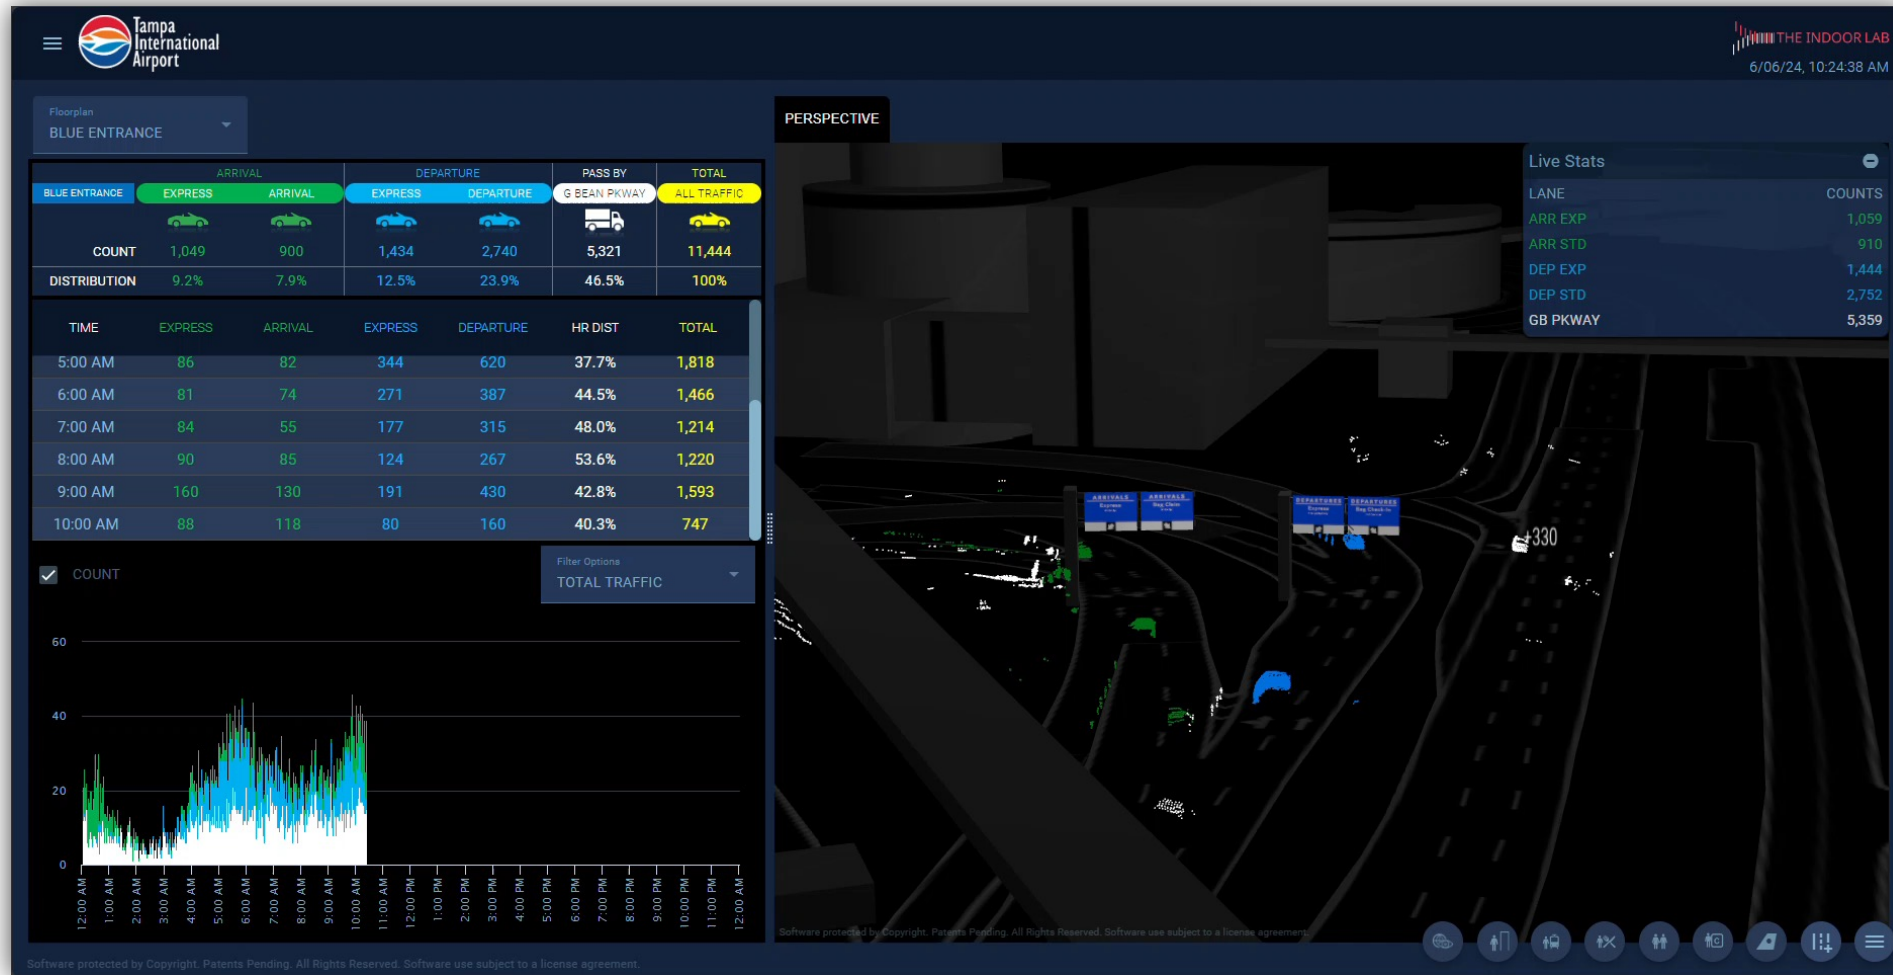 Tampa
International
Airport
THE INDOOR LAB
6/06/24, 10:24:38 AM
Floorplan
BLUE ENTRANCE
ARRIVAL DEPARTURE PASS BY TOTAL
BLUE ENTRANCE EXPRESS ARRIVAL EXPRESS DEPARTURE G BEAN PKWAY ALL TRAFFIC
COUNT 1,049 900 1,434 2,740 5,321 11,444
DISTRIBUTION 9.2% 7.9% 12.5% 23.9% 46.5% 100%
TIME EXPRESS ARRIVAL EXPRESS DEPARTURE HR DIST TOTAL
5:00 AM 86 82 344 620 37.7% 1,818
6:00 AM 81 74 271 387 44.5% 1,466
7:00 AM 84 55 177 315 48.0% 1,214
8:00 AM 90 85 124 267 53.6% 1,220
9:00 AM 160 130 191 430 42.8% 1,593
10:00 AM 88 118 80 160 40.3% 747
COUNT
Filter Options
TOTAL TRAFFIC
60
40
20
0
12:00 AM 1:00 AM 2:00 AM 3:00 AM 4:00 AM 5:00 AM 6:00 AM 7:00 AM 8:00 AM 9:00 AM 10:00 AM 11:00 AM 12:00 PM 1:00 PM 2:00 PM 3:00 PM 4:00 PM 5:00 PM 6:00 PM 7:00 PM 8:00 PM 9:00 PM 10:00 PM 11:00 PM 12:00 AM
PERSPECTIVE
Live Stats
LANE COUNTS
ARR EXP 1,059
ARR STD 910
DEP EXP 1,444
DEP STD 2,752
GB PKWAY 5,359
ARRIVALS ARRIVALS
Express Bag Claim
DEPARTURES DEPARTURES
Express Bag Check-In
+330
Software protected by Copyright. Patents Pending. All Rights Reserved. Software use subject to a license agreement.
Software protected by Copyright. Patents Pending. All Rights Reserved. Software use subject to a license agreement.